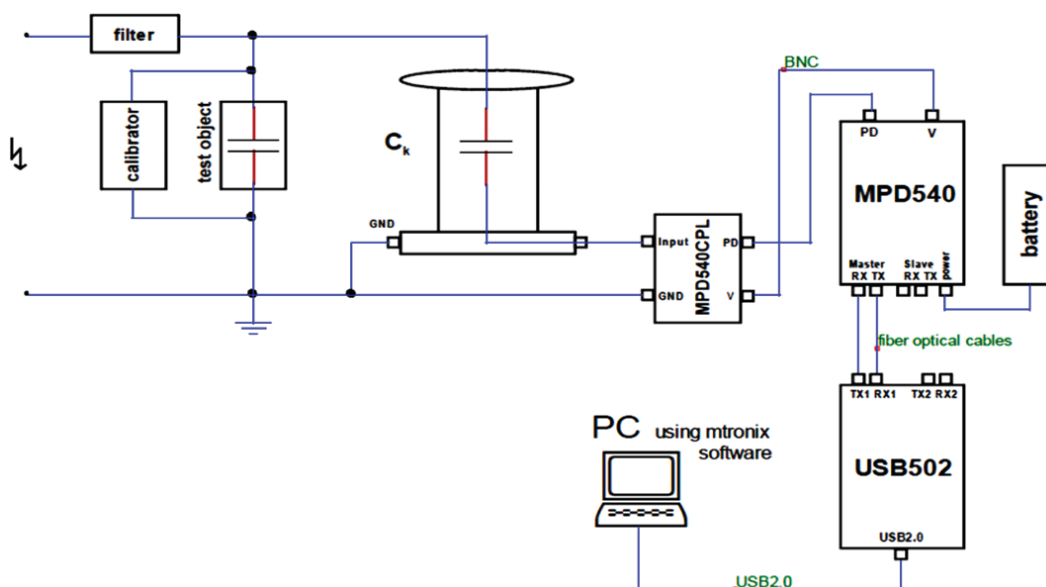 filter
calibrator
test object
Ck
GND
BNC
PD
V
MPD540
battery
Input
PD
GND
V
MPD540CPL
Master
Slave
RX TX
RX TX
power
fiber optical cables
TX1 RX1
TX2 RX2
USB502
USB2.0
PC using mtronix
software
USB2.0